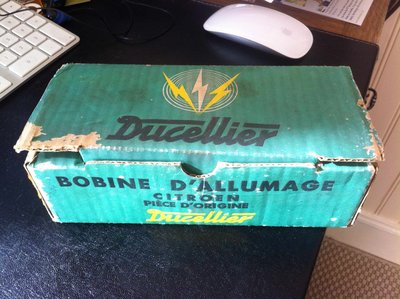 Ducellier
BOBINE D'ALLUMAGE
CITROËN
PIÈCE D'ORIGINE
Ducellier